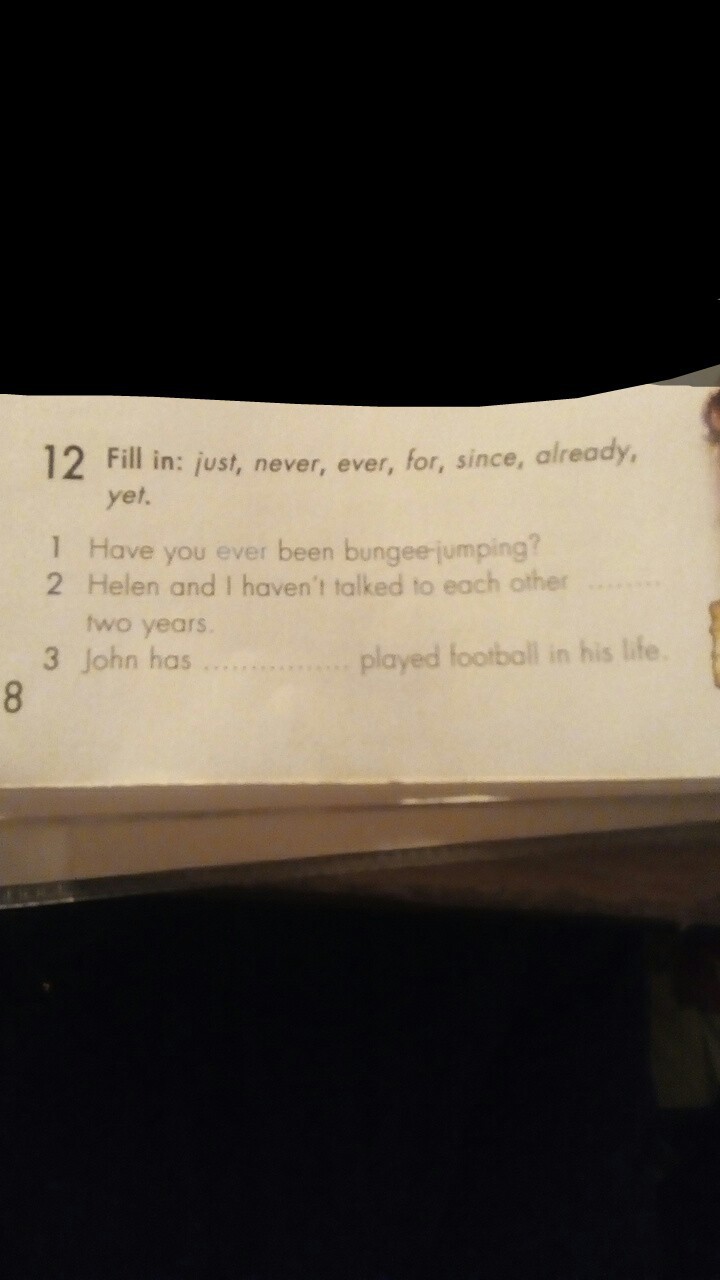 12 Fill in: just, never, ever, for, since, already,
yet.
1 Have you ever been bungee-jumping?
2 Helen and I haven't talked to each other ........
two years.
3 John has ................ played football in his life.
8